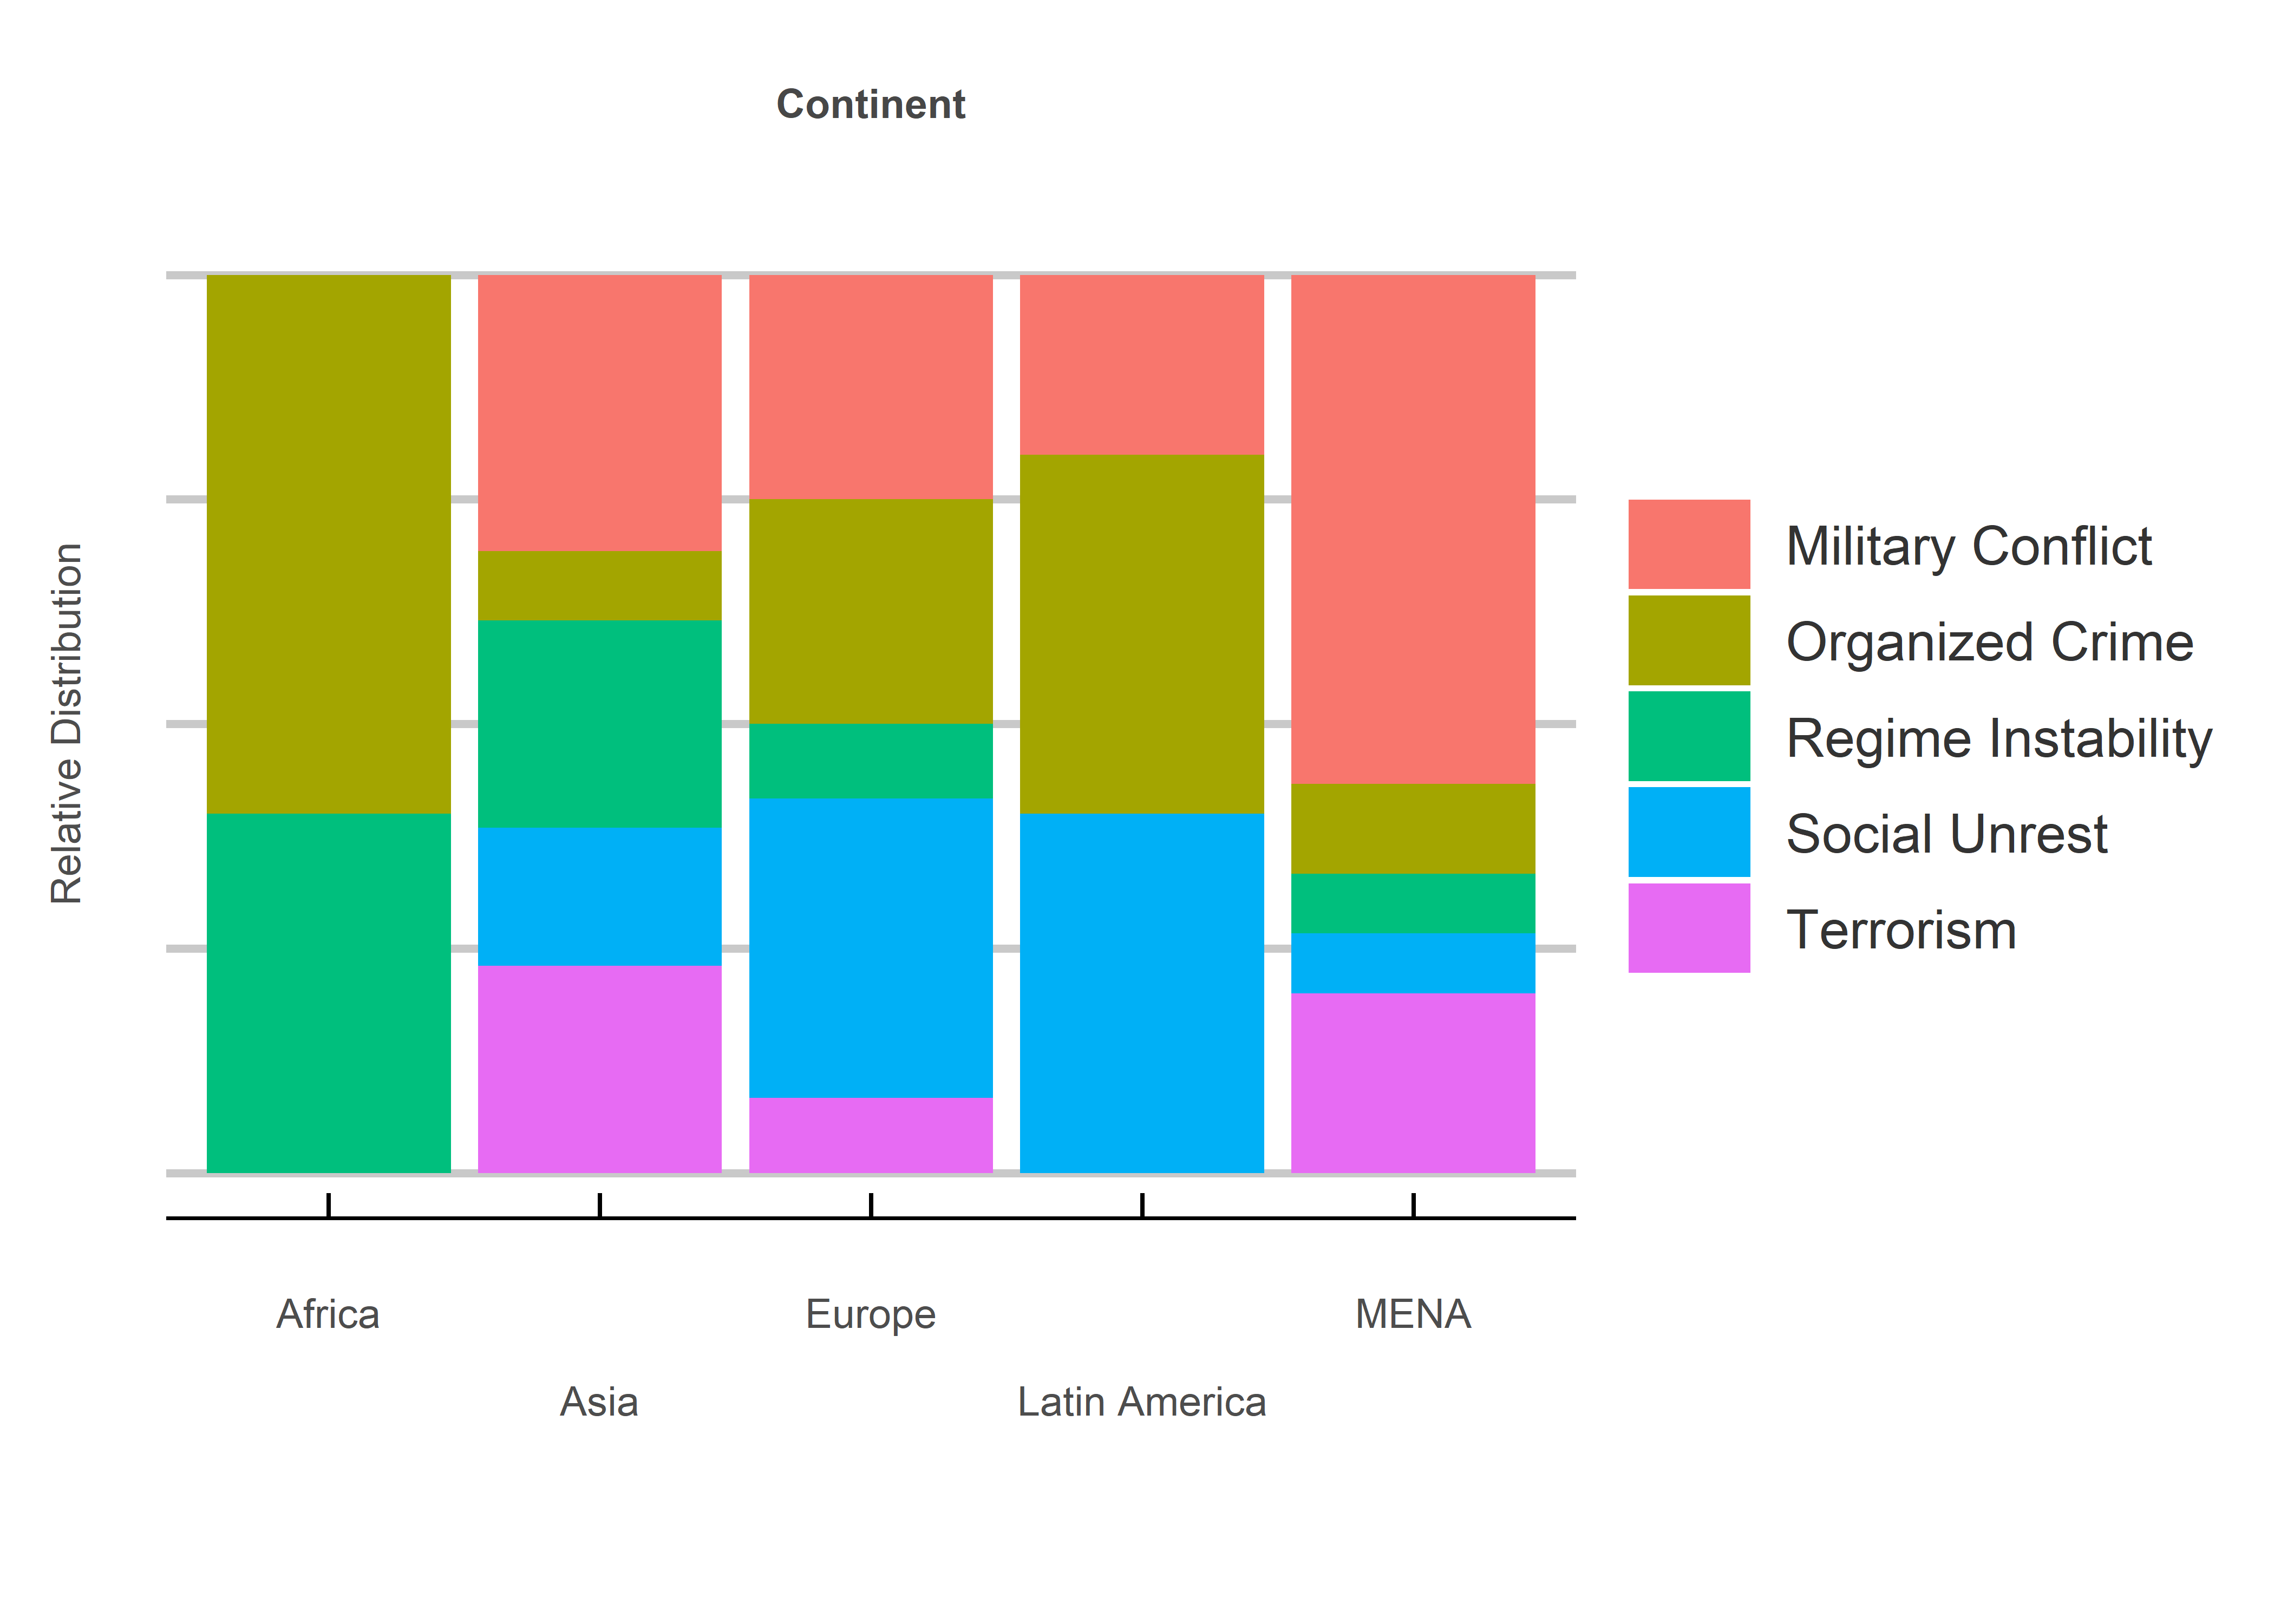 Continent
Relative Distribution
Military Conflict
Organized Crime
Regime Instability
Social Unrest
Terrorism
Africa
Europe
MENA
Asia
Latin America